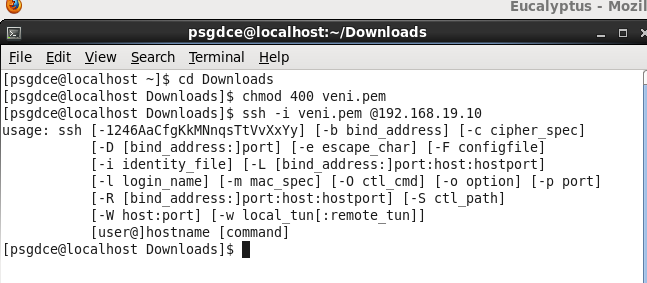 Eucalyptus - Mozil
psgdce@localhost:~/Downloads
File Edit View Search Terminal Help
[psgdce@localhost ~]$ cd Downloads
[psgdce@localhost Downloads]$ chmod 400 veni.pem
[psgdce@localhost Downloads]$ ssh -i veni.pem @192.168.19.10
usage: ssh [-1246AaCfgKkMNnqsTtVvXxYy] [-b bind_address] [-c cipher_spec]
           [-D [bind_address:]port] [-e escape_char] [-F configfile]
           [-i identity_file] [-L [bind_address:]port:host:hostport]
           [-l login_name] [-m mac_spec] [-O ctl_cmd] [-o option] [-p port]
           [-R [bind_address:]port:host:hostport] [-S ctl_path]
           [-W host:port] [-w local_tun[:remote_tun]]
           [user@]hostname [command]
[psgdce@localhost Downloads]$